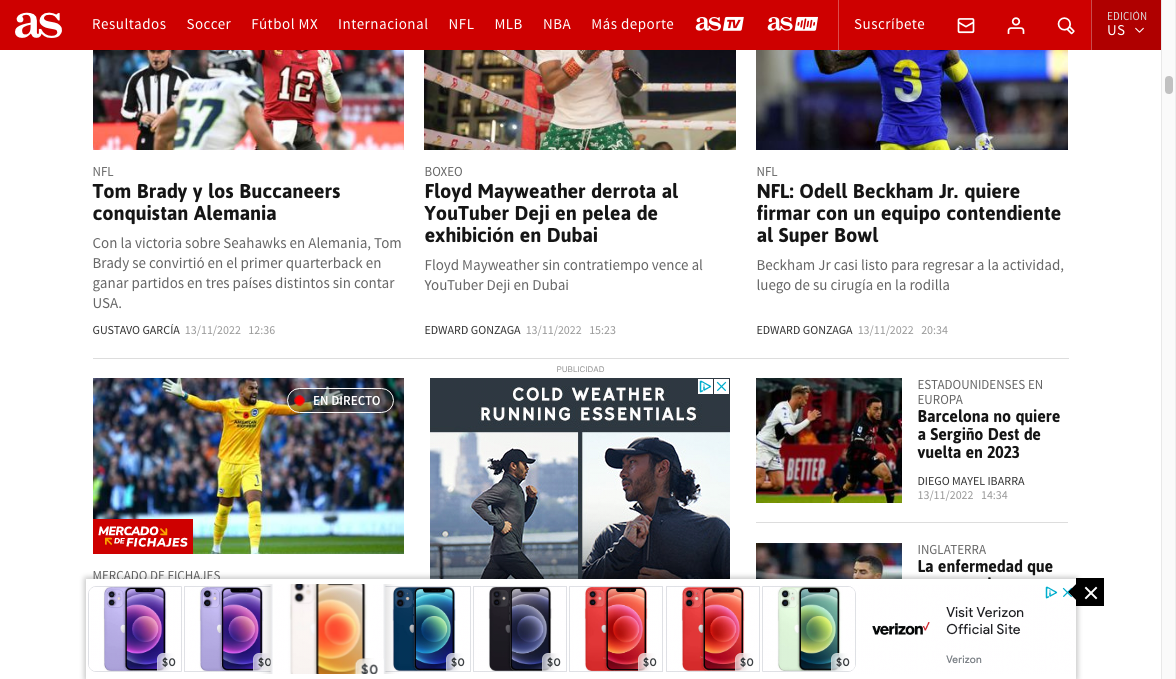 as Resultados Soccer Fútbol MX Internacional NFL MLB NBA Más deporte as TV as Suscríbete EDICIÓN US
12
57
3
NFL
Tom Brady y los Buccaneers
conquistan Alemania
Con la victoria sobre Seahawks en Alemania, Tom
Brady se convirtió en el primer quarterback en
ganar partidos en tres países distintos sin contar
USA.
GUSTAVO GARCÍA 13/11/2022 12:36
BOXEO
Floyd Mayweather derrota al
YouTuber Deji en pelea de
exhibición en Dubai
Floyd Mayweather sin contratiempo vence al
YouTuber Deji en Dubai
EDWARD GONZAGA 13/11/2022 15:23
NFL
NFL: Odell Beckham Jr. quiere
firmar con un equipo contendiente
al Super Bowl
Beckham Jr casi listo para regresar a la actividad,
luego de su cirugía en la rodilla
EDWARD GONZAGA 13/11/2022 20:34
EN DIRECTO
MERCADO
DE FICHAJES
MERCADO DE FICHAJES
PUBLICIDAD
COLD WEATHER
RUNNING ESSENTIALS
BETTER
ESTADOUNIDENSES EN
EUROPA
Barcelona no quiere
a Sergiño Dest de
vuelta en 2023
DIEGO MAYEL IBARRA
13/11/2022 14:34
INGLATERRA
La enfermedad que
$0 $0 $0 $0 $0 $0 $0 $0
verizon
Visit Verizon
Official Site
Verizon